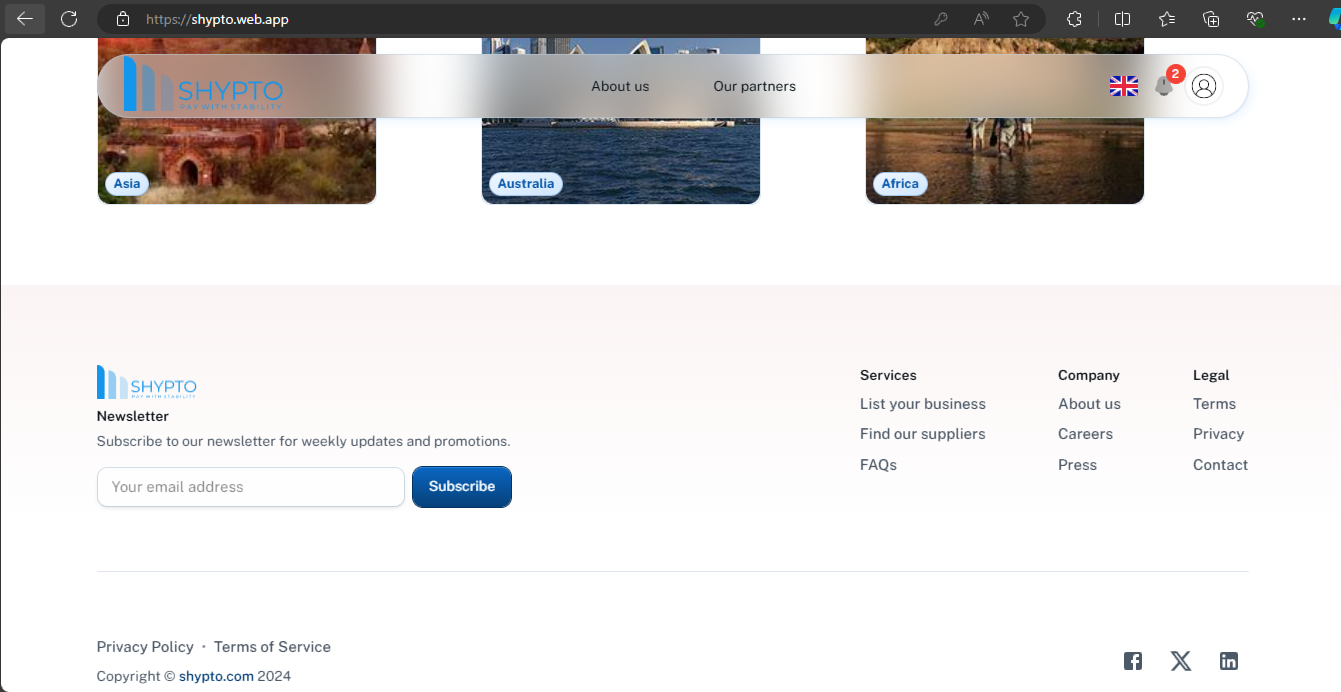 https://shypto.web.app
SHYPTO
PAY WITH STABILITY
About us
Our partners
2
Asia
Australia
Africa
SHYPTO
PAY WITH STABILITY
Newsletter
Subscribe to our newsletter for weekly updates and promotions.
Your email address
Subscribe
Services
List your business
Find our suppliers
FAQs
Company
About us
Careers
Press
Legal
Terms
Privacy
Contact
Privacy Policy · Terms of Service
Copyright © shypto.com 2024